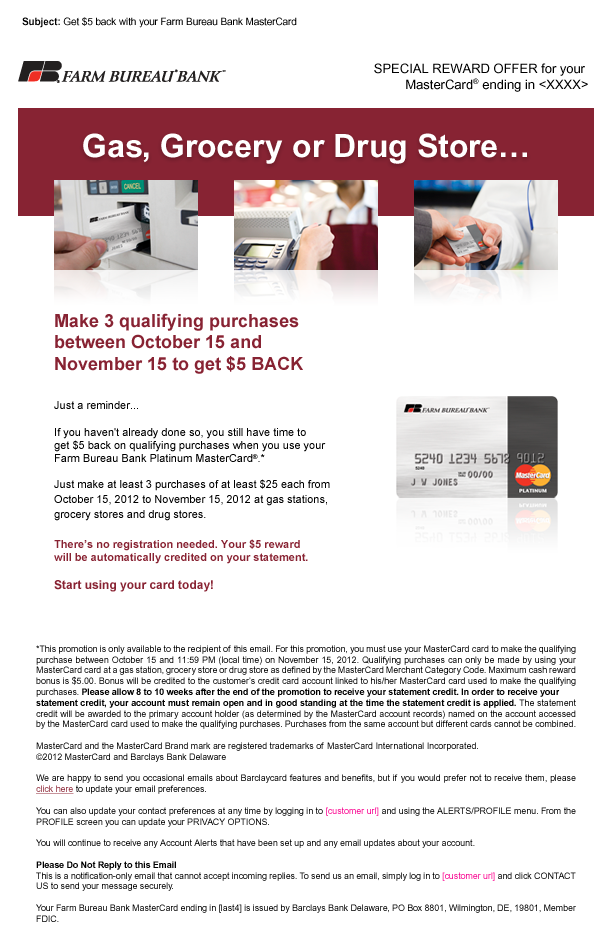 Subject: Get $5 back with your Farm Bureau Bank MasterCard
FARM BUREAU BANK
SPECIAL REWARD OFFER for your
MasterCard® ending in <XXXX>
Gas, Grocery or Drug Store…
CANCEL
Make 3 qualifying purchases
between October 15 and
November 15 to get $5 BACK
Just a reminder...
If you haven't already done so, you still have time to
get $5 back on qualifying purchases when you use your
Farm Bureau Bank Platinum MasterCard®.*
Just make at least 3 purchases of at least $25 each from
October 15, 2012 to November 15, 2012 at gas stations,
grocery stores and drug stores.
There's no registration needed. Your $5 reward
will be automatically credited on your statement.
Start using your card today!
FARM BUREAU BANK
5240 1234 5678 9012
5240
00/00
J W JONES
MasterCard
PLATINUM
*This promotion is only available to the recipient of this email. For this promotion, you must use your MasterCard card to make the qualifying
purchase between October 15 and 11:59 PM (local time) on November 15, 2012. Qualifying purchases can only be made by using your
MasterCard card at a gas station, grocery store or drug store as defined by the MasterCard Merchant Category Code. Maximum cash reward
bonus is $5.00. Bonus will be credited to the customer's credit card account linked to his/her MasterCard card used to make the qualifying
purchases. Please allow 8 to 10 weeks after the end of the promotion to receive your statement credit. In order to receive your
statement credit, your account must remain open and in good standing at the time the statement credit is applied. The statement
credit will be awarded to the primary account holder (as determined by the MasterCard account records) named on the account accessed
by the MasterCard card used to make the qualifying purchases. Purchases from the same account but different cards cannot be combined.
MasterCard and the MasterCard Brand mark are registered trademarks of MasterCard International Incorporated.
©2012 MasterCard and Barclays Bank Delaware
We are happy to send you occasional emails about Barclaycard features and benefits, but if you would prefer not to receive them, please
click here to update your email preferences.
You can also update your contact preferences at any time by logging in to [customer url] and using the ALERTS/PROFILE menu. From the
PROFILE screen you can update your PRIVACY OPTIONS.
You will continue to receive any Account Alerts that have been set up and any email updates about your account.
Please Do Not Reply to this Email
This is a notification-only email that cannot accept incoming replies. To send us an email, simply log in to [customer url] and click CONTACT
US to send your message securely.
Your Farm Bureau Bank MasterCard ending in [last4] is issued by Barclays Bank Delaware, PO Box 8801, Wilmington, DE, 19801, Member
FDIC.